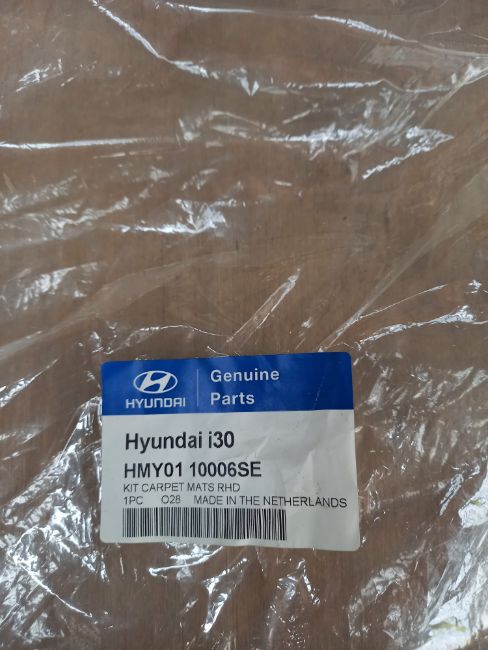 HYUNDAI
Genuine
Parts
Hyundai i30
HMY01 10006SE
KIT CARPET MATS RHD
1PC O28 MADE IN THE NETHERLANDS